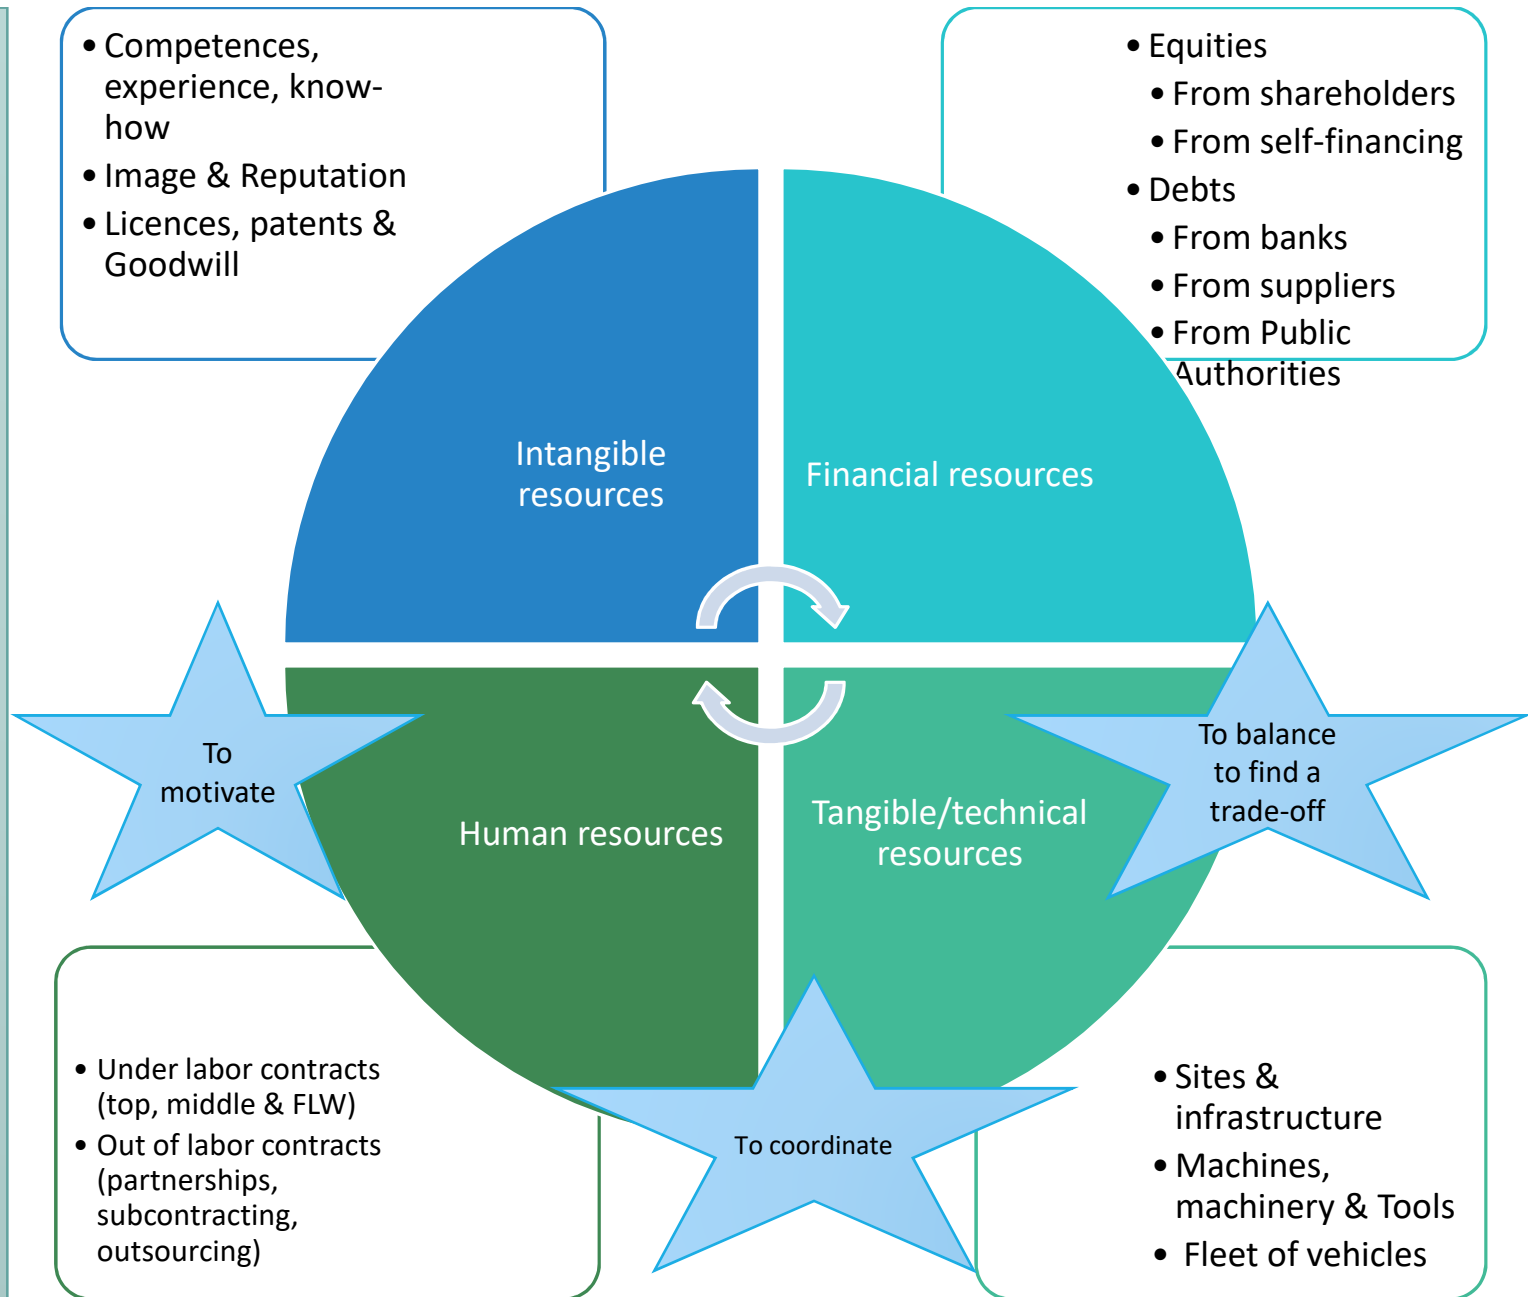 • Competences,
experience, know-
how
• Image & Reputation
• Licences, patents &
Goodwill
• Equities
• From shareholders
• From self-financing
• Debts
• From banks
• From suppliers
• From Public
Authorities
Intangible
resources
Financial resources
To
motivate
Human resources
Tangible/technical
resources
To balance
to find a
trade-off
• Under labor contracts
(top, middle & FLW)
• Out of labor contracts
(partnerships,
subcontracting,
outsourcing)
To coordinate
• Sites &
infrastructure
• Machines,
machinery & Tools
• Fleet of vehicles